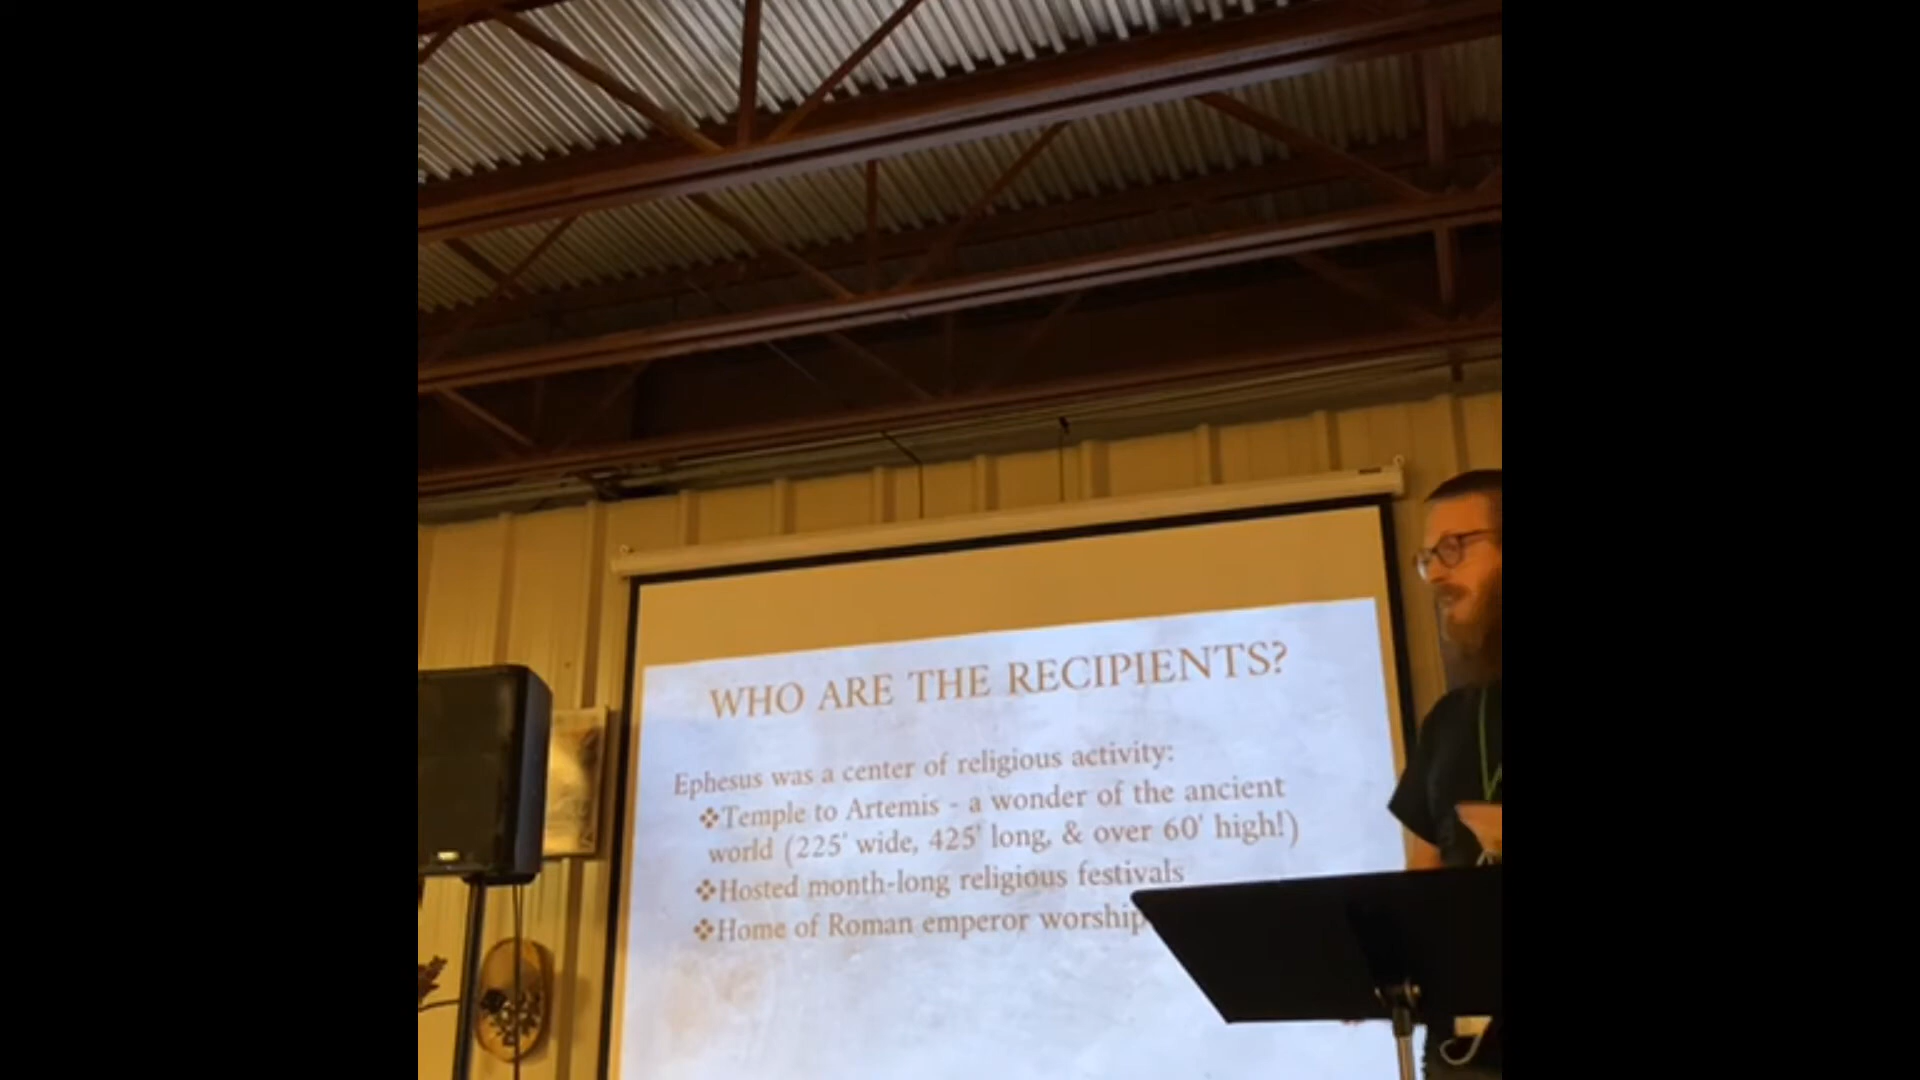 WHO ARE THE RECIPIENTS?
Ephesus was a center of religious activity:
❖Temple to Artemis - a wonder of the ancient
world (225' wide, 425' long, & over 60' high!)
❖Hosted month-long religious festivals
❖Home of Roman emperor worship